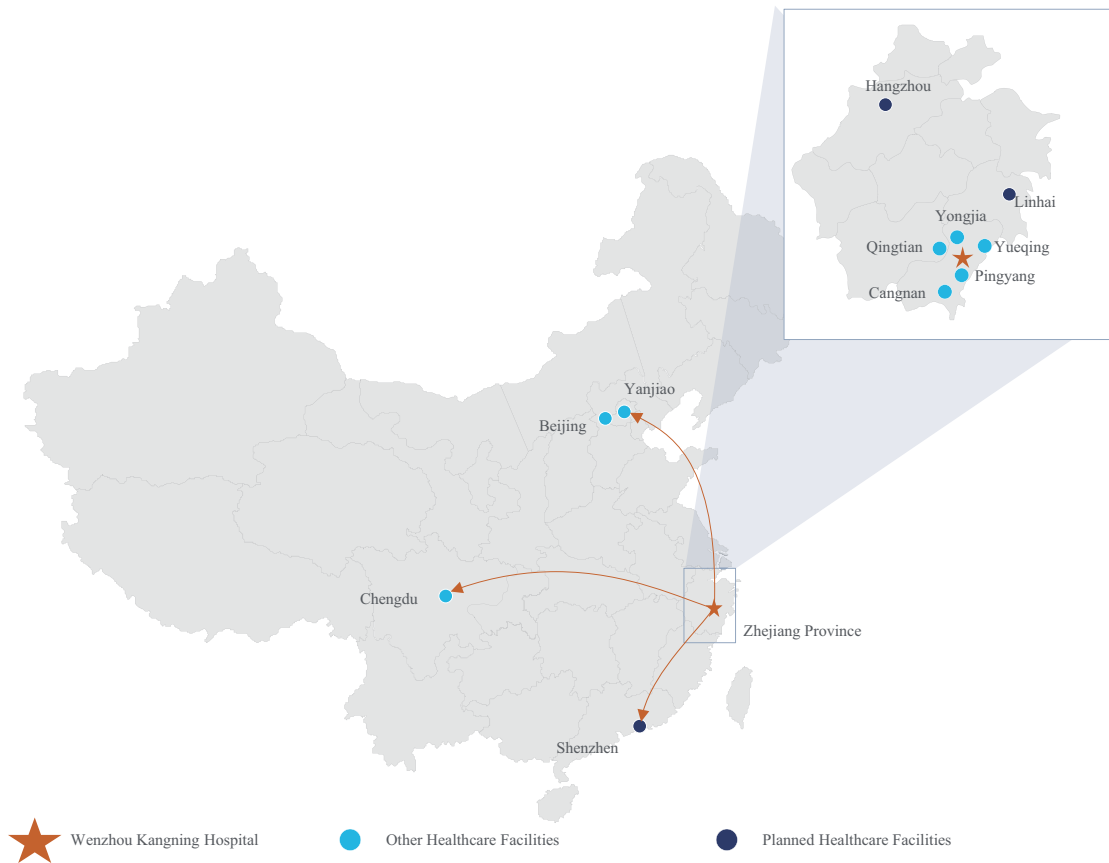 Hangzhou
Linhai
Yongjia
Qingtian
Yueqing
Pingyang
Cangnan
Yanjiao
Beijing
Chengdu
Zhejiang Province
Shenzhen
Wenzhou Kangning Hospital
Other Healthcare Facilities
Planned Healthcare Facilities